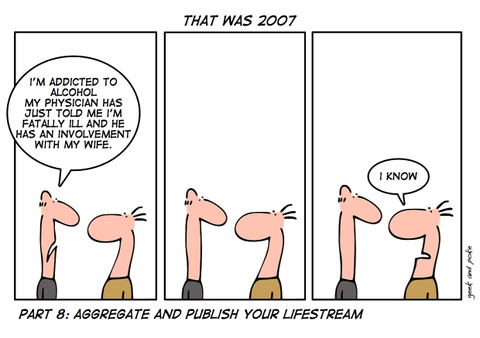 THAT WAS 2007
I'M ADDICTED TO
ALCOHOL
MY PHYSICIAN HAS
JUST TOLD ME I'M
FATALLY ILL AND HE
HAS AN INVOLVEMENT
WITH MY WIFE.
I KNOW
geek and poke
PART 8: AGGREGATE AND PUBLISH YOUR LIFESTREAM